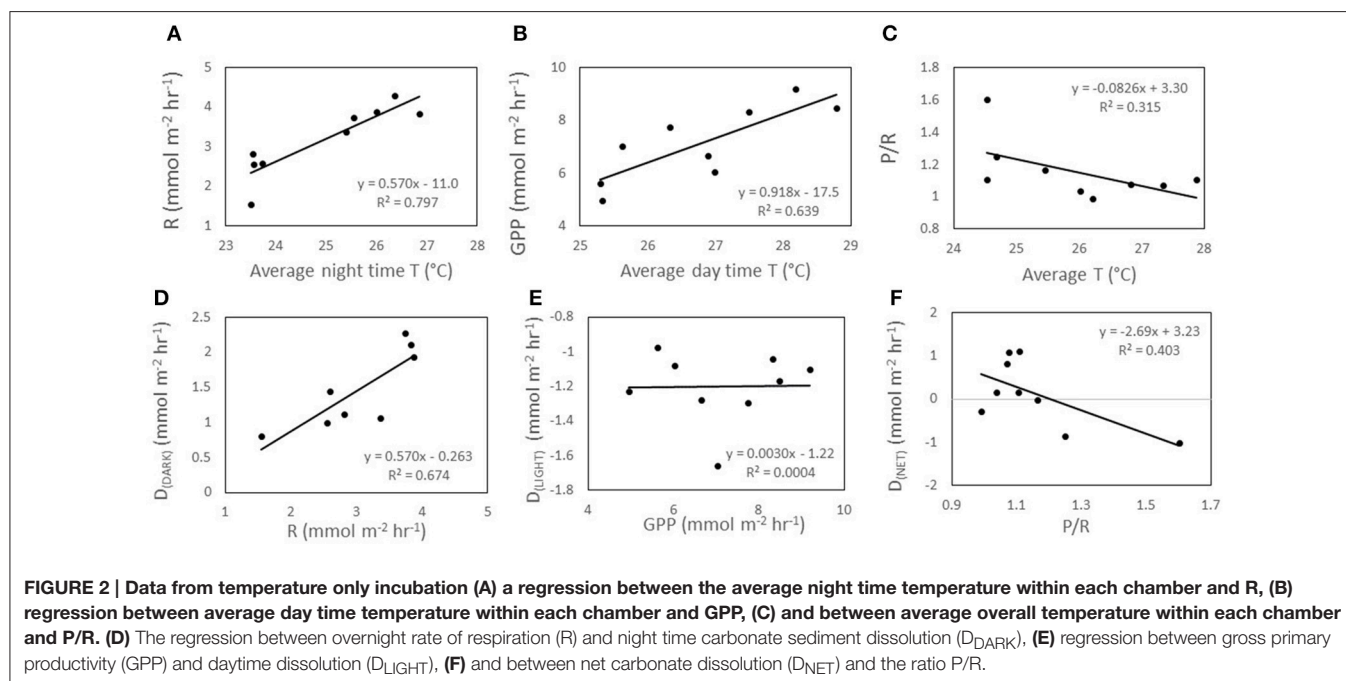 A
R (mmol m-2 hr-1)
5
4
3
2
1
y = 0.570x - 11.0
R² = 0.797
23 24 25 26 27 28
Average night time T (°C)
B
GPP (mmol m-2 hr-1)
10
8
6
4
y = 0.918x - 17.5
R² = 0.639
25 26 27 28 29
Average day time T (°C)
C
P/R
1.8
1.6
1.4
1.2
1
0.8
y = -0.0826x + 3.30
R² = 0.315
24 25 26 27 28
Average T (°C)
D
D(DARK) (mmol m-2 hr-1)
2.5
2
1.5
1
0.5
0
y = 0.570x - 0.263
R² = 0.674
1 2 3 4 5
R (mmol m-2 hr-1)
E
D(LIGHT) (mmol m-2 hr-1)
-0.8
-1
-1.2
-1.4
-1.6
-1.8
y = 0.0030x - 1.22
R² = 0.0004
4 6 8 10
GPP (mmol m-2 hr-1)
F
D(NET) (mmol m-2 hr-1)
2
1
0
-1
-2
y = -2.69x + 3.23
R² = 0.403
0.9 1.1 1.3 1.5 1.7
P/R
FIGURE 2 | Data from temperature only incubation (A) a regression between the average night time temperature within each chamber and R, (B)
regression between average day time temperature within each chamber and GPP, (C) and between average overall temperature within each chamber
and P/R. (D) The regression between overnight rate of respiration (R) and night time carbonate sediment dissolution (DDARK), (E) regression between gross primary
productivity (GPP) and daytime dissolution (DLIGHT), (F) and between net carbonate dissolution (DNET) and the ratio P/R.